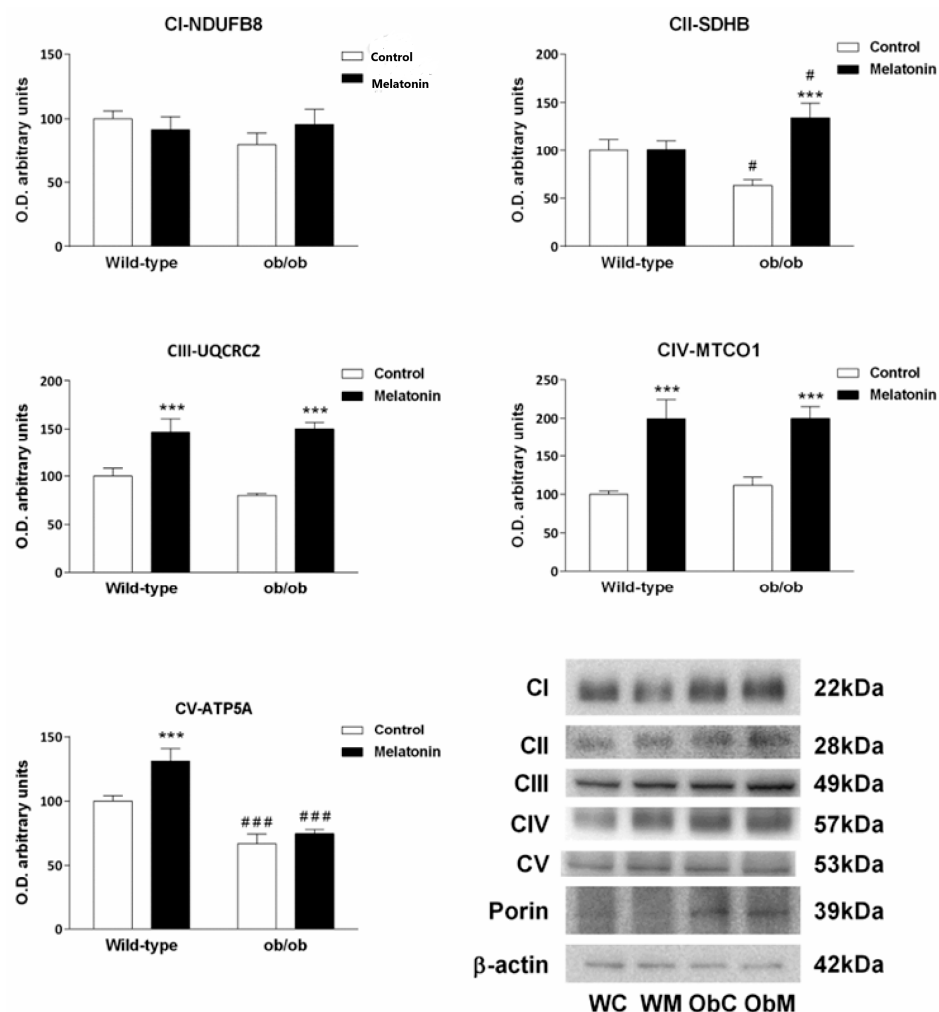 CI-NDUFB8
150
100
50
0
O.D. arbitrary units
Control
Melatonin
Wild-type ob/ob
CII-SDHB
200
150
100
50
0
O.D. arbitrary units
Control
Melatonin
#
#
***
Wild-type ob/ob
CIII-UQCRC2
200
150
100
50
0
O.D. arbitrary units
Control
Melatonin
*** ***
Wild-type ob/ob
CIV-MTCO1
250
200
150
100
50
0
O.D. arbitrary units
Control
Melatonin
*** ***
Wild-type ob/ob
CV-ATP5A
150
100
50
0
O.D. arbitrary units
Control
Melatonin
***
### ###
Wild-type ob/ob
CI 22kDa
CII 28kDa
CIII 49kDa
CIV 57kDa
CV 53kDa
Porin 39kDa
β-actin 42kDa
WC WM ObC ObM